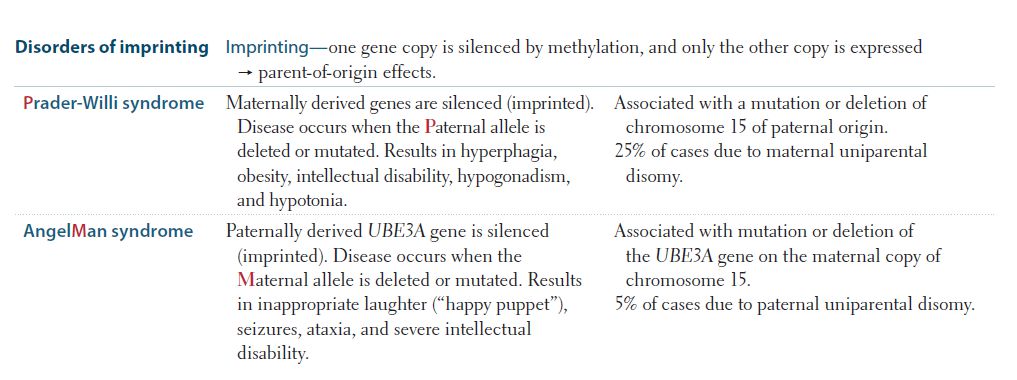 Disorders of imprinting
Imprinting—one gene copy is silenced by methylation, and only the other copy is expressed
→ parent-of-origin effects.
Prader-Willi syndrome
Maternally derived genes are silenced (imprinted).
Disease occurs when the Paternal allele is
deleted or mutated. Results in hyperphagia,
obesity, intellectual disability, hypogonadism,
and hypotonia.
Associated with a mutation or deletion of
chromosome 15 of paternal origin.
25% of cases due to maternal uniparental
disomy.
AngelMan syndrome
Paternally derived UBE3A gene is silenced
(imprinted). Disease occurs when the
Maternal allele is deleted or mutated. Results
in inappropriate laughter (“happy puppet”),
seizures, ataxia, and severe intellectual
disability.
Associated with mutation or deletion of
the UBE3A gene on the maternal copy of
chromosome 15.
5% of cases due to paternal uniparental disomy.